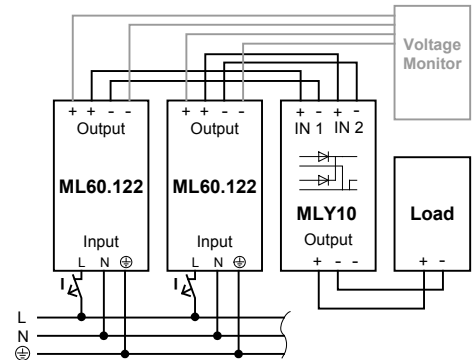 Voltage
Monitor
+ + - - + + - - + - + -
Output Output IN 1 IN 2
ML60.122 ML60.122 MLY10 Load
Input Input Output
L N ⏚ L N ⏚ + - - + -
I I
L
N
⏚